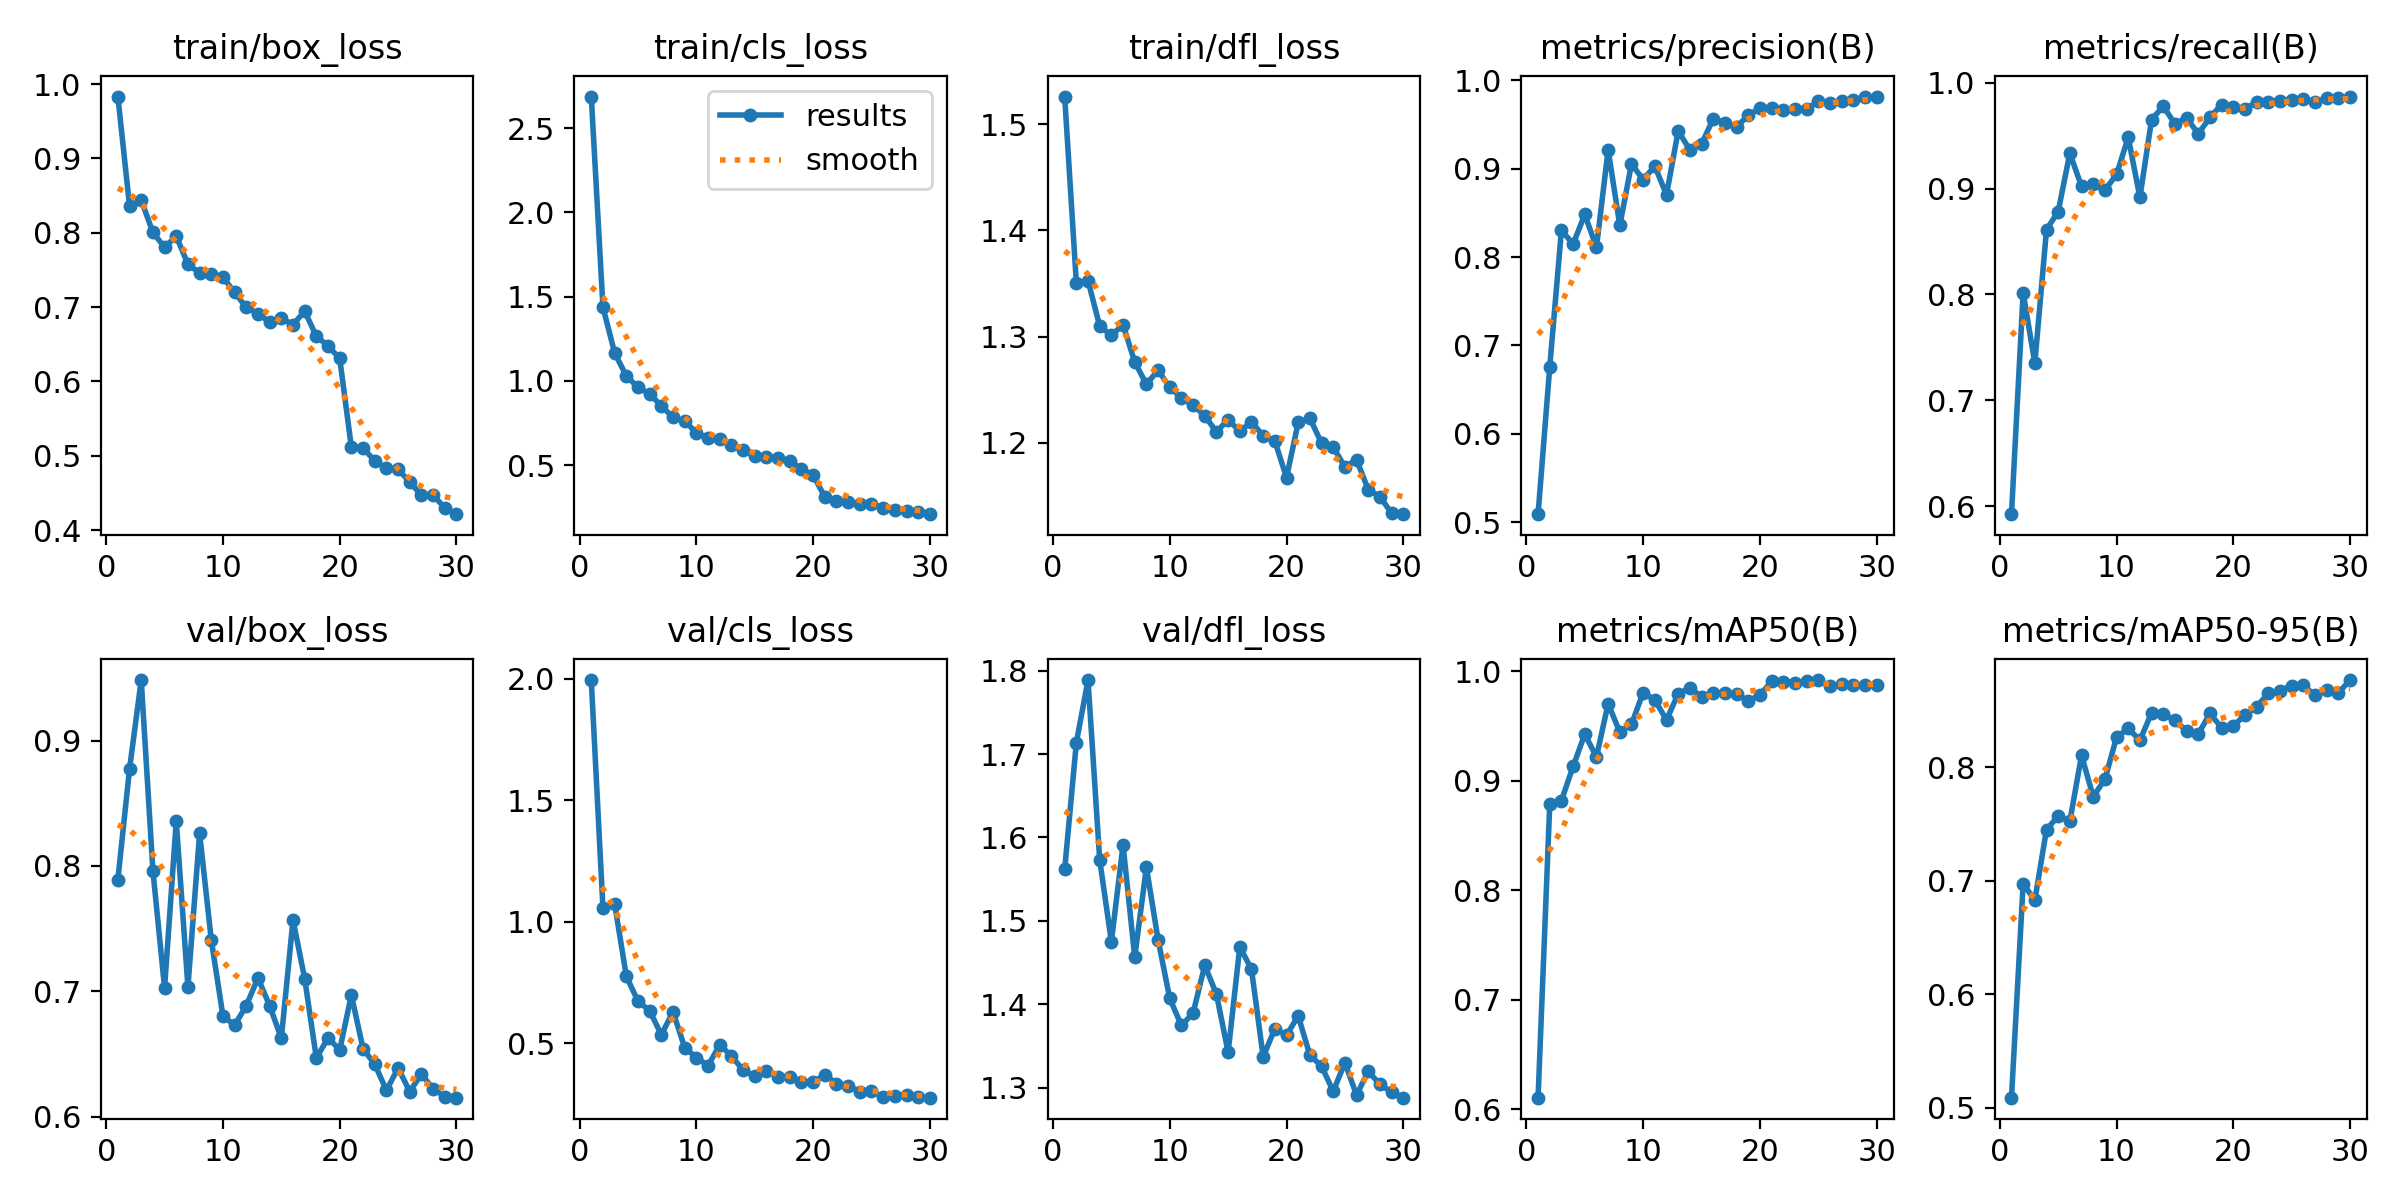 train/box_loss
1.0
0.9
0.8
0.7
0.6
0.5
0.4
0 10 20 30
train/cls_loss
results
smooth
2.5
2.0
1.5
1.0
0.5
0 10 20 30
train/dfl_loss
1.5
1.4
1.3
1.2
0 10 20 30
metrics/precision(B)
1.0
0.9
0.8
0.7
0.6
0.5
0 10 20 30
metrics/recall(B)
1.0
0.9
0.8
0.7
0.6
0 10 20 30
val/box_loss
0.9
0.8
0.7
0.6
0 10 20 30
val/cls_loss
2.0
1.5
1.0
0.5
0 10 20 30
val/dfl_loss
1.8
1.7
1.6
1.5
1.4
1.3
0 10 20 30
metrics/mAP50(B)
1.0
0.9
0.8
0.7
0.6
0 10 20 30
metrics/mAP50-95(B)
0.8
0.7
0.6
0.5
0 10 20 30